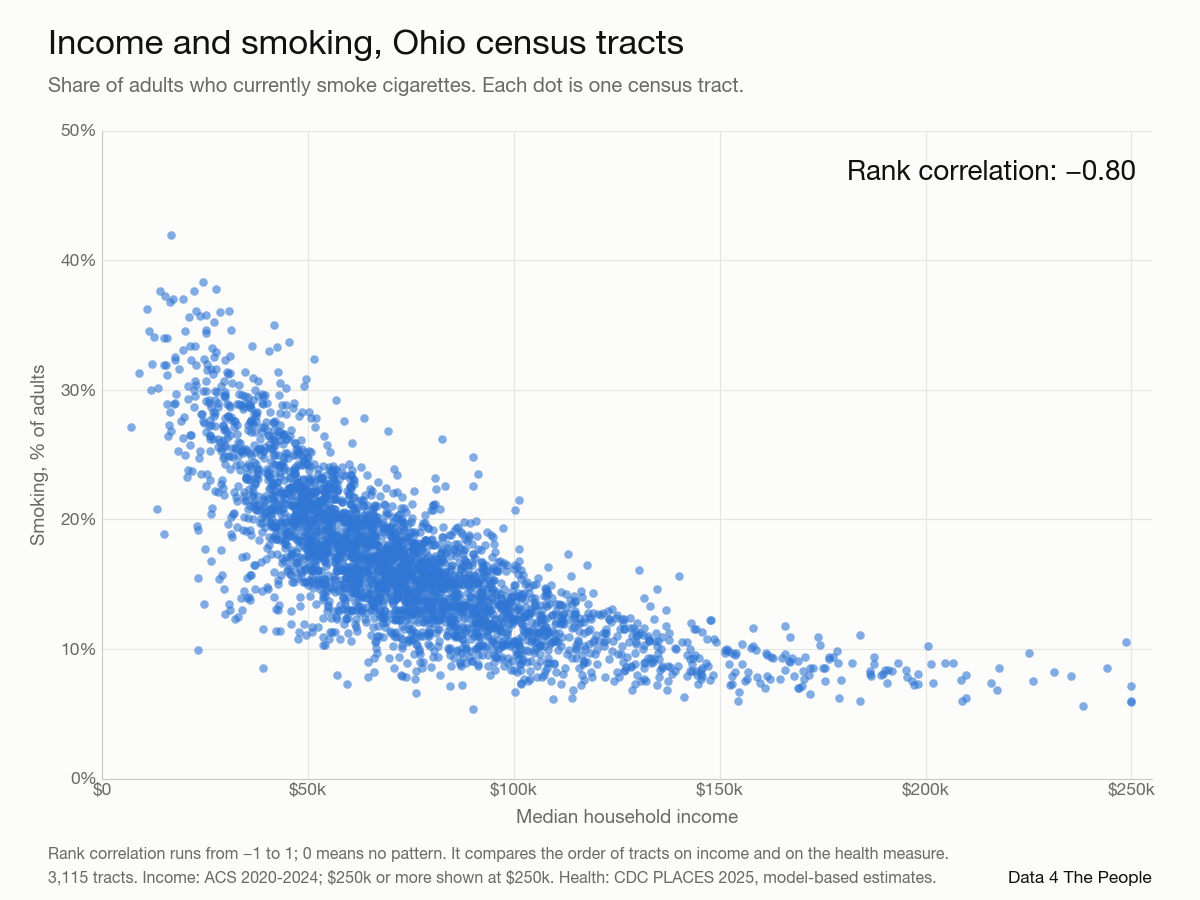 Income and smoking, Ohio census tracts
Share of adults who currently smoke cigarettes. Each dot is one census tract.
50%
Rank correlation: −0.80
40%
30%
Smoking, % of adults
20%
10%
0%
$0
$50k
$100k
$150k
$200k
$250k
Median household income
Rank correlation runs from −1 to 1; 0 means no pattern. It compares the order of tracts on income and on the health measure.
3,115 tracts. Income: ACS 2020-2024; $250k or more shown at $250k. Health: CDC PLACES 2025, model-based estimates.
Data 4 The People